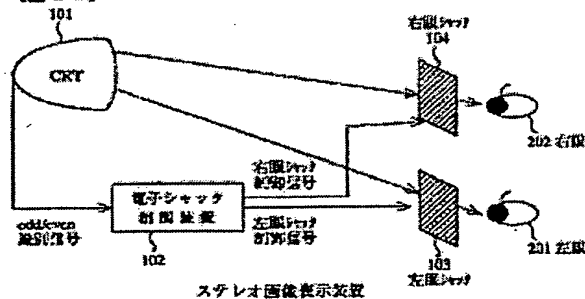 101
CRT
右眼シャッタ
104
202 右眼
右眼シャッタ
制御信号
電子シャッタ
制御装置
odd/even
識別信号
102
左眼シャッタ
制御信号
103
左眼シャッタ
201 左眼
ステレオ画像表示装置